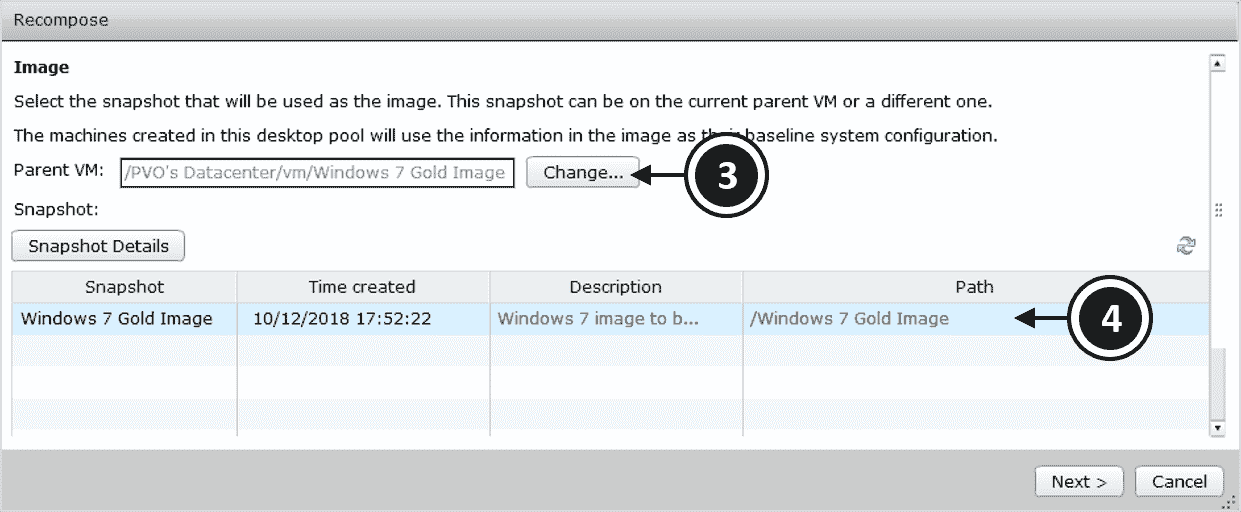 Recompose
Image
Select the snapshot that will be used as the image. This snapshot can be on the current parent VM or a different one.
The machines created in this desktop pool will use the information in the image as their baseline system configuration.
Parent VM: /PVO's Datacenter/vm/Windows 7 Gold Image Change... 3
Snapshot:
Snapshot Details
Snapshot Time created Description Path
Windows 7 Gold Image 10/12/2018 17:52:22 Windows 7 image to b... /Windows 7 Gold Image 4
Next > Cancel